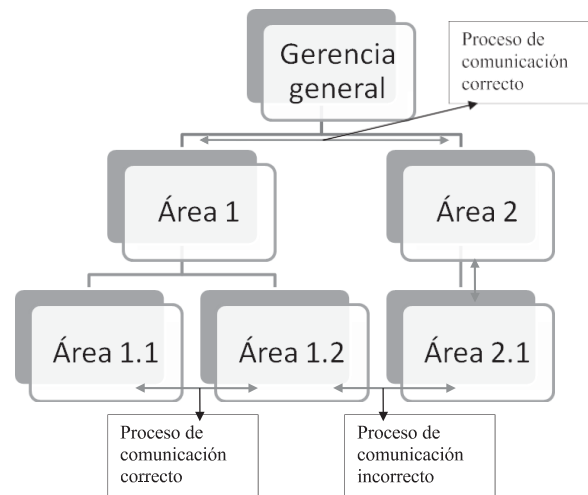 Gerencia
general
Proceso de
comunicación
correcto
Área 1
Área 2
Área 1.1
Área 1.2
Área 2.1
Proceso de
comunicación
correcto
Proceso de
comunicación
incorrecto